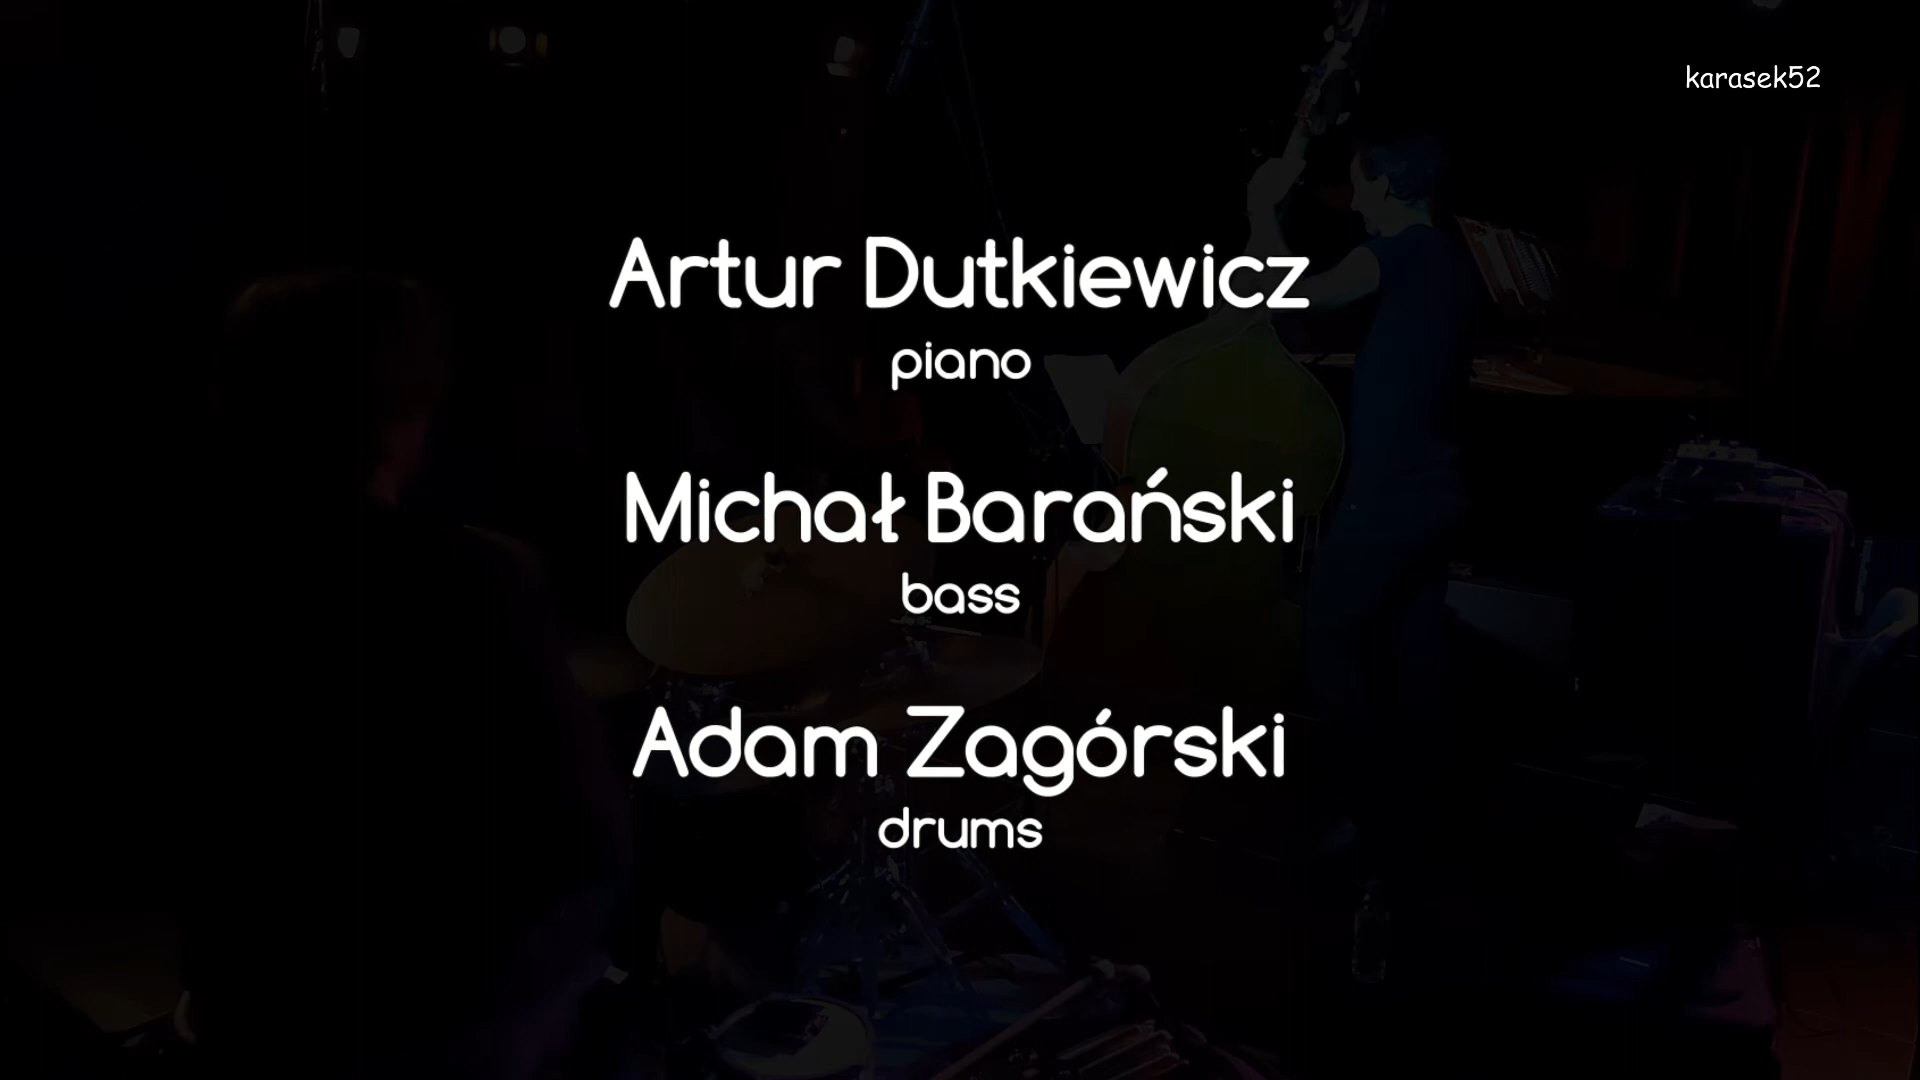 karasek52
Artur Dutkiewicz
piano
Michał Barański
bass
Adam Zagórski
drums